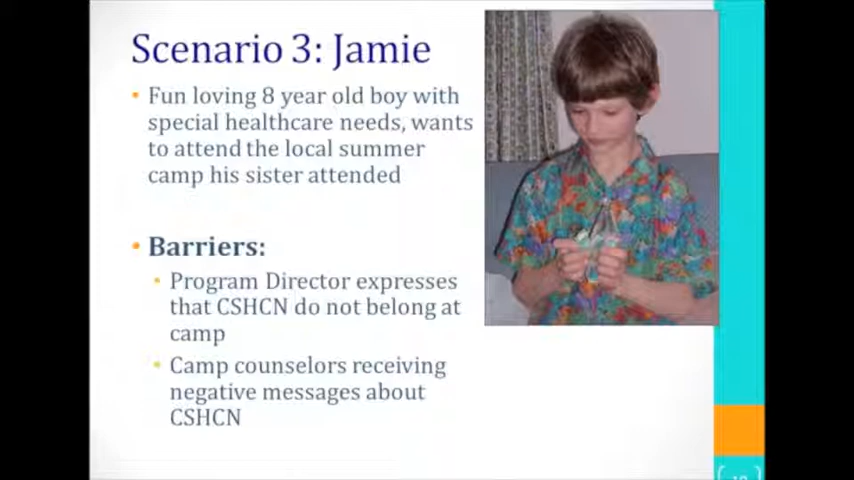 Scenario 3: Jamie
• Fun loving 8 year old boy with
special healthcare needs, wants
to attend the local summer
camp his sister attended
• Barriers:
• Program Director expresses
that CSHCN do not belong at
camp
• Camp counselors receiving
negative messages about
CSHCN